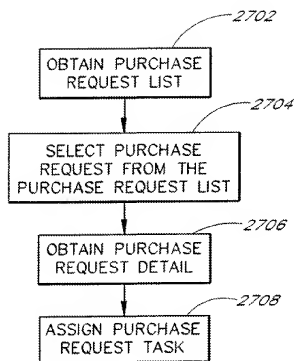 2702
OBTAIN PURCHASE
REQUEST LIST
2704
SELECT PURCHASE
REQUEST FROM THE
PURCHASE REQUEST LIST
2706
OBTAIN PURCHASE
REQUEST DETAIL
2708
ASSIGN PURCHASE
REQUEST TASK